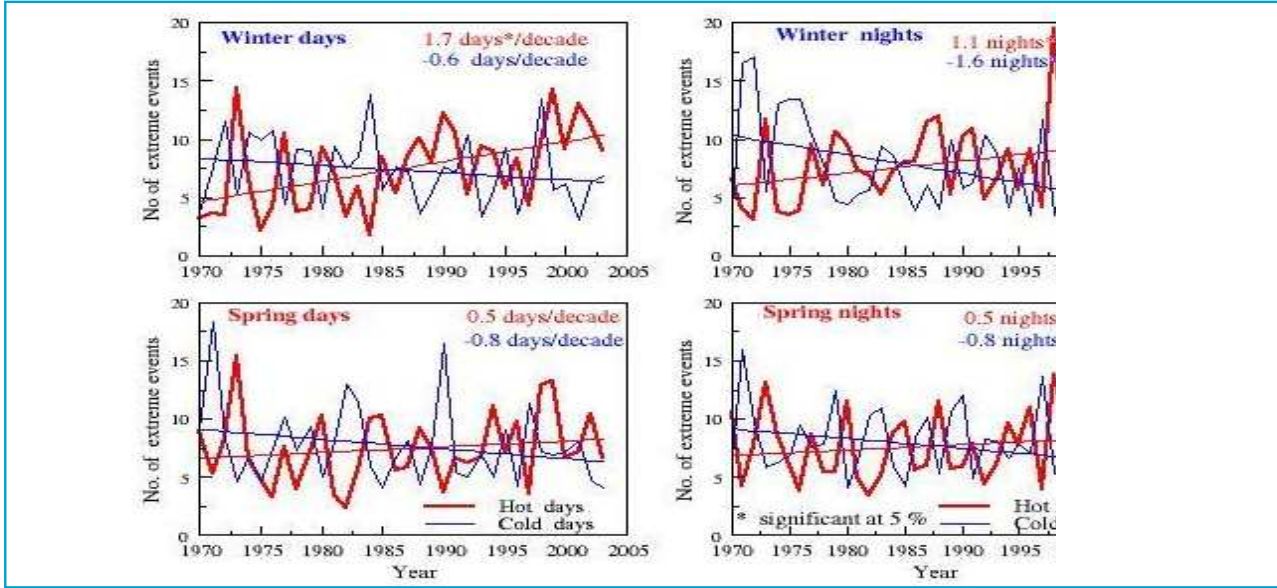 Winter days
1.7 days*/decade
-0.6 days/decade
No of extreme events
20
15
10
5
0
1970 1975 1980 1985 1990 1995 2000 2005
Winter nights
1.1 nights*
-1.6 nights
No. of extreme events
20
15
10
5
0
1970 1975 1980 1985 1990 1995
Spring days
0.5 days/decade
-0.8 days/decade
No. of extreme events
20
15
10
5
0
Hot days
Cold days
1970 1975 1980 1985 1990 1995 2000 2005
Year
Spring nights
0.5 nights
-0.8 nights
No. of extreme events
20
15
10
5
0
Hot
* significant at 5 %
Cold
1970 1975 1980 1985 1990 1995
Year